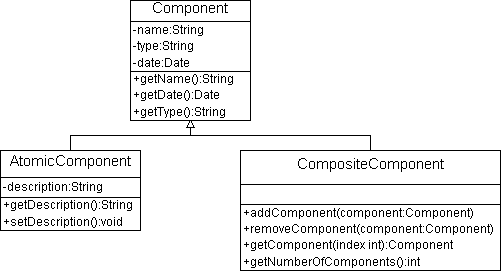 Component
-name:String
-type:String
-date:Date
+getName():String
+getDate():Date
+getType():String
AtomicComponent
-description:String
+getDescription():String
+setDescription():void
CompositeComponent
+addComponent(component:Component)
+removeComponent(component:Component)
+getComponent(index int):Component
+getNumberOfComponents():int